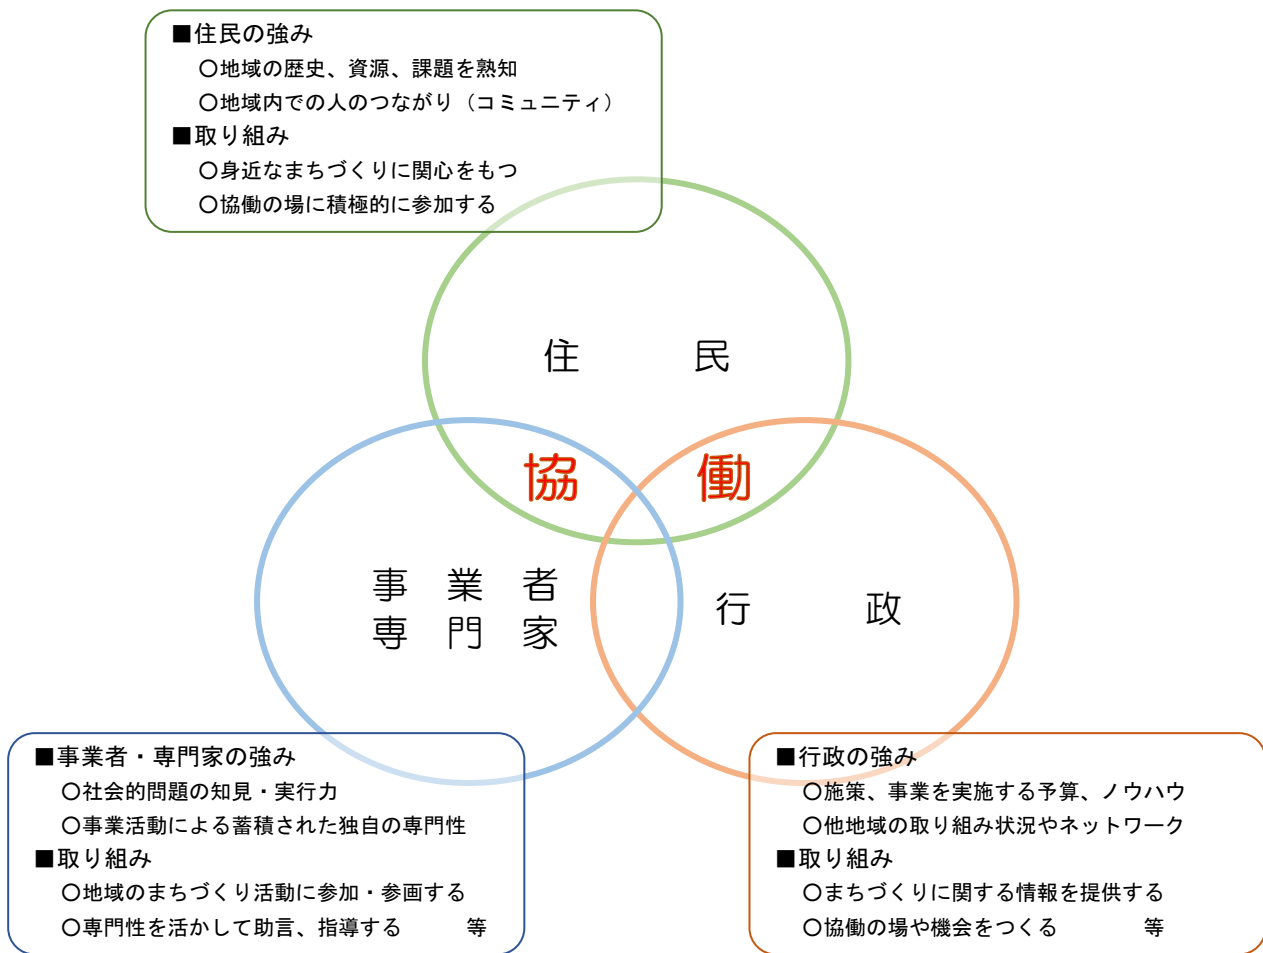 ■住民の強み
○地域の歴史、資源、課題を熟知
○地域内での人のつながり（コミュニティ）
■取り組み
○身近なまちづくりに関心をもつ
○協働の場に積極的に参加する
住民
協働
事業者
専門家
行政
■事業者・専門家の強み
○社会的問題の知見・実行力
○事業活動による蓄積された独自の専門性
■取り組み
○地域のまちづくり活動に参加・参画する
○専門性を活かして助言、指導する 等
■行政の強み
○施策、事業を実施する予算、ノウハウ
○他地域の取り組み状況やネットワーク
■取り組み
○まちづくりに関する情報を提供する
○協働の場や機会をつくる 等